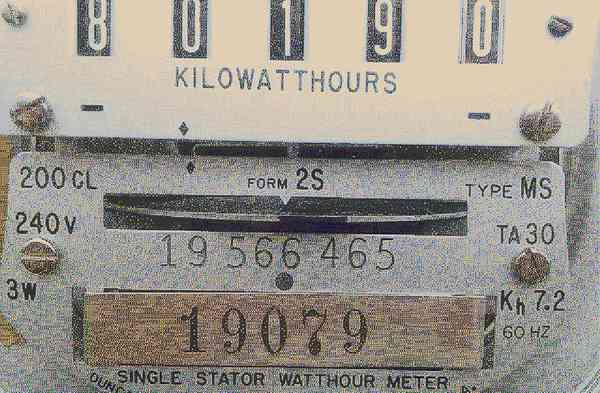 8 0 1 9 0
KILOWATTHOURS
200 CL FORM 2S TYPE MS
240 V TA 30
19 566 465
3W Kh 7.2
19079 60 HZ
SINGLE STATOR WATTHOUR METER